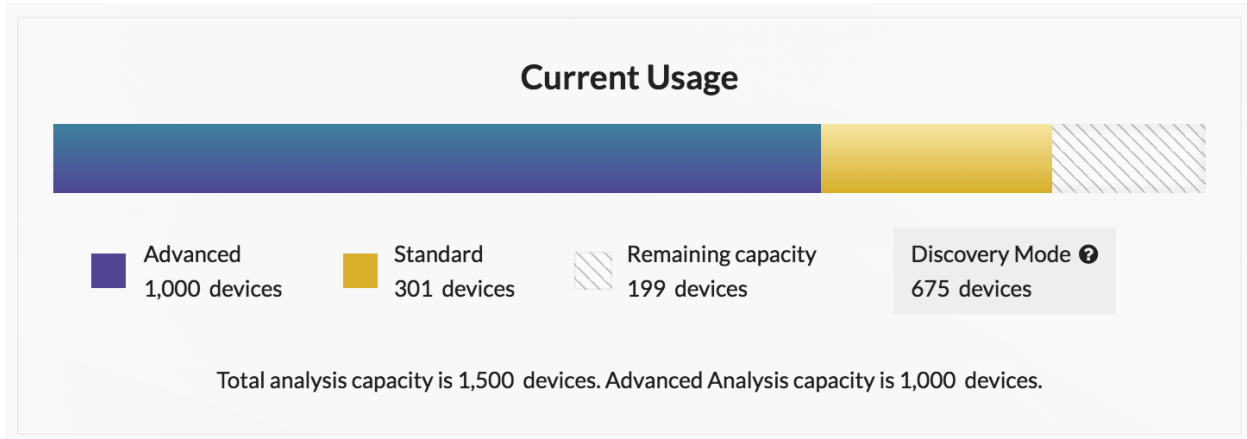 Current Usage
Advanced
1,000 devices
Standard
301 devices
Remaining capacity
199 devices
Discovery Mode ?
675 devices
Total analysis capacity is 1,500 devices. Advanced Analysis capacity is 1,000 devices.